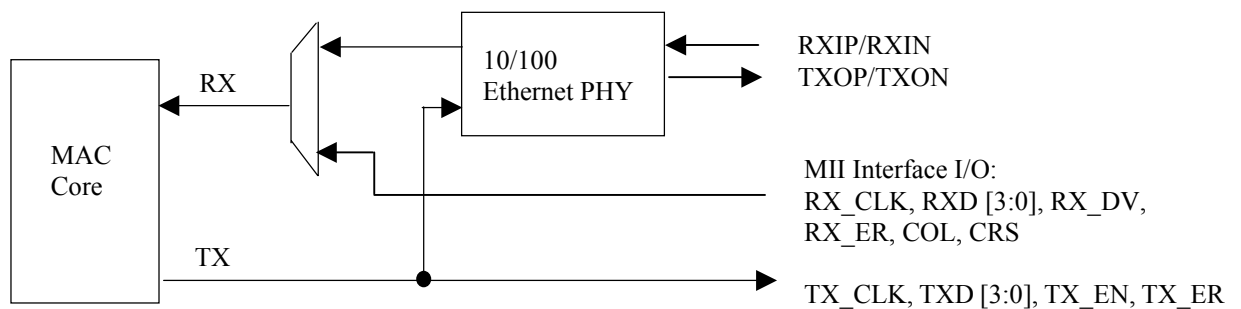 RXIP/RXIN
10/100
Ethernet PHY
TXOP/TXON
RX
MAC
Core
MII Interface I/O:
RX_CLK, RXD [3:0], RX_DV,
RX_ER, COL, CRS
TX
TX_CLK, TXD [3:0], TX_EN, TX_ER